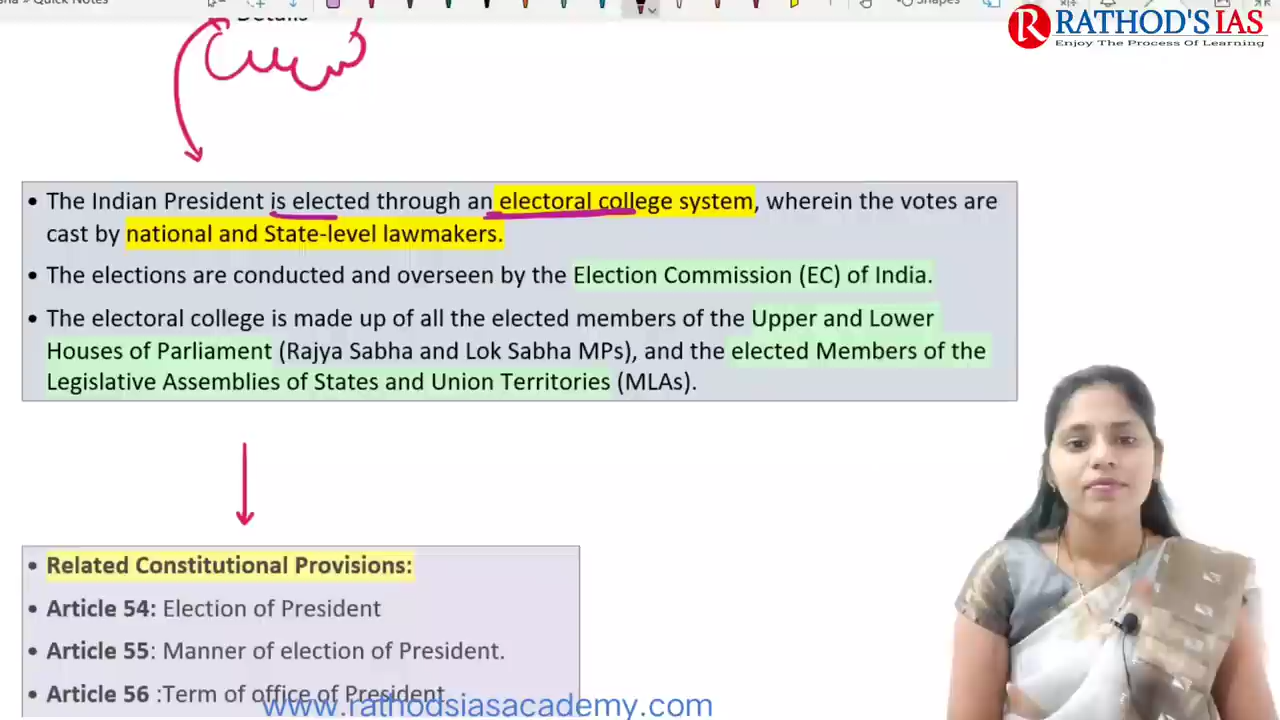 sha » Quick Notes
Shapes
Details
RATHOD'S IAS
Enjoy The Process Of Learning
• The Indian President is elected through an electoral college system, wherein the votes are
cast by national and State-level lawmakers.
• The elections are conducted and overseen by the Election Commission (EC) of India.
• The electoral college is made up of all the elected members of the Upper and Lower
Houses of Parliament (Rajya Sabha and Lok Sabha MPs), and the elected Members of the
Legislative Assemblies of States and Union Territories (MLAs).
• Related Constitutional Provisions:
• Article 54: Election of President
• Article 55: Manner of election of President.
• Article 56 :Term of office of President
www.rathodsiasacademy.com